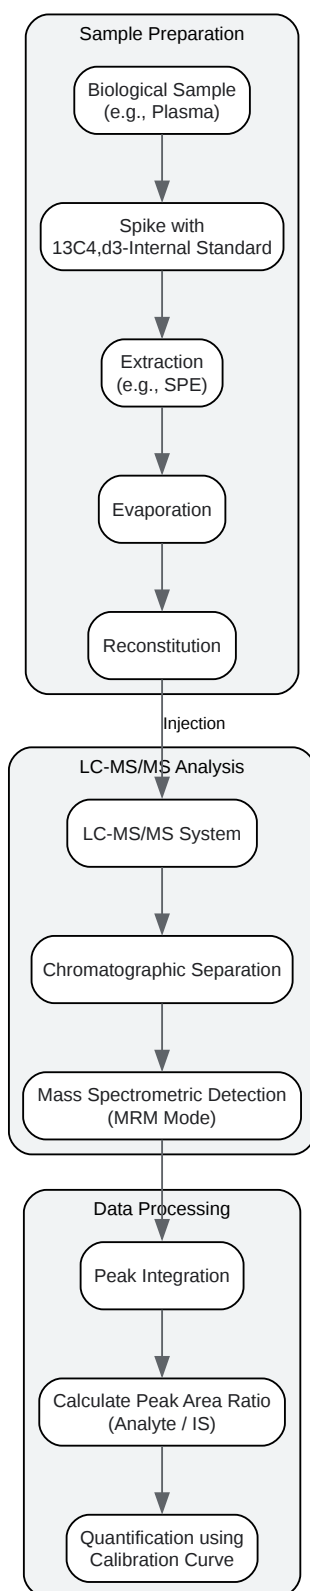 Sample Preparation
Biological Sample
(e.g., Plasma)
Spike with
13C4,d3-Internal Standard
Extraction
(e.g., SPE)
Evaporation
Reconstitution
Injection
LC-MS/MS Analysis
LC-MS/MS System
Chromatographic Separation
Mass Spectrometric Detection
(MRM Mode)
Data Processing
Peak Integration
Calculate Peak Area Ratio
(Analyte / IS)
Quantification using
Calibration Curve